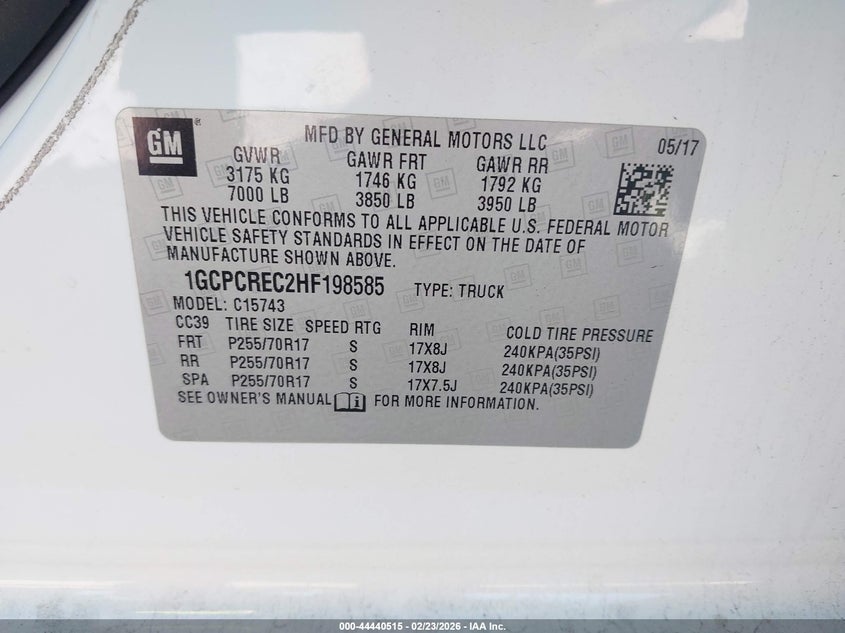 GM ®
MFD BY GENERAL MOTORS LLC 05/17
GVWR GAWR FRT GAWR RR
3175 KG 1746 KG 1792 KG
7000 LB 3850 LB 3950 LB
THIS VEHICLE CONFORMS TO ALL APPLICABLE U.S. FEDERAL MOTOR
VEHICLE SAFETY STANDARDS IN EFFECT ON THE DATE OF
MANUFACTURE SHOWN ABOVE.
1GCPCREC2HF198585 TYPE: TRUCK
MODEL: C15743
CC39 TIRE SIZE SPEED RTG RIM COLD TIRE PRESSURE
FRT P255/70R17 S 17X8J 240KPA(35PSI)
RR P255/70R17 S 17X8J 240KPA(35PSI)
SPA P255/70R17 S 17X7.5J 240KPA(35PSI)
SEE OWNER'S MANUAL FOR MORE INFORMATION.
000-44440515 - 02/23/2026 - IAA Inc.